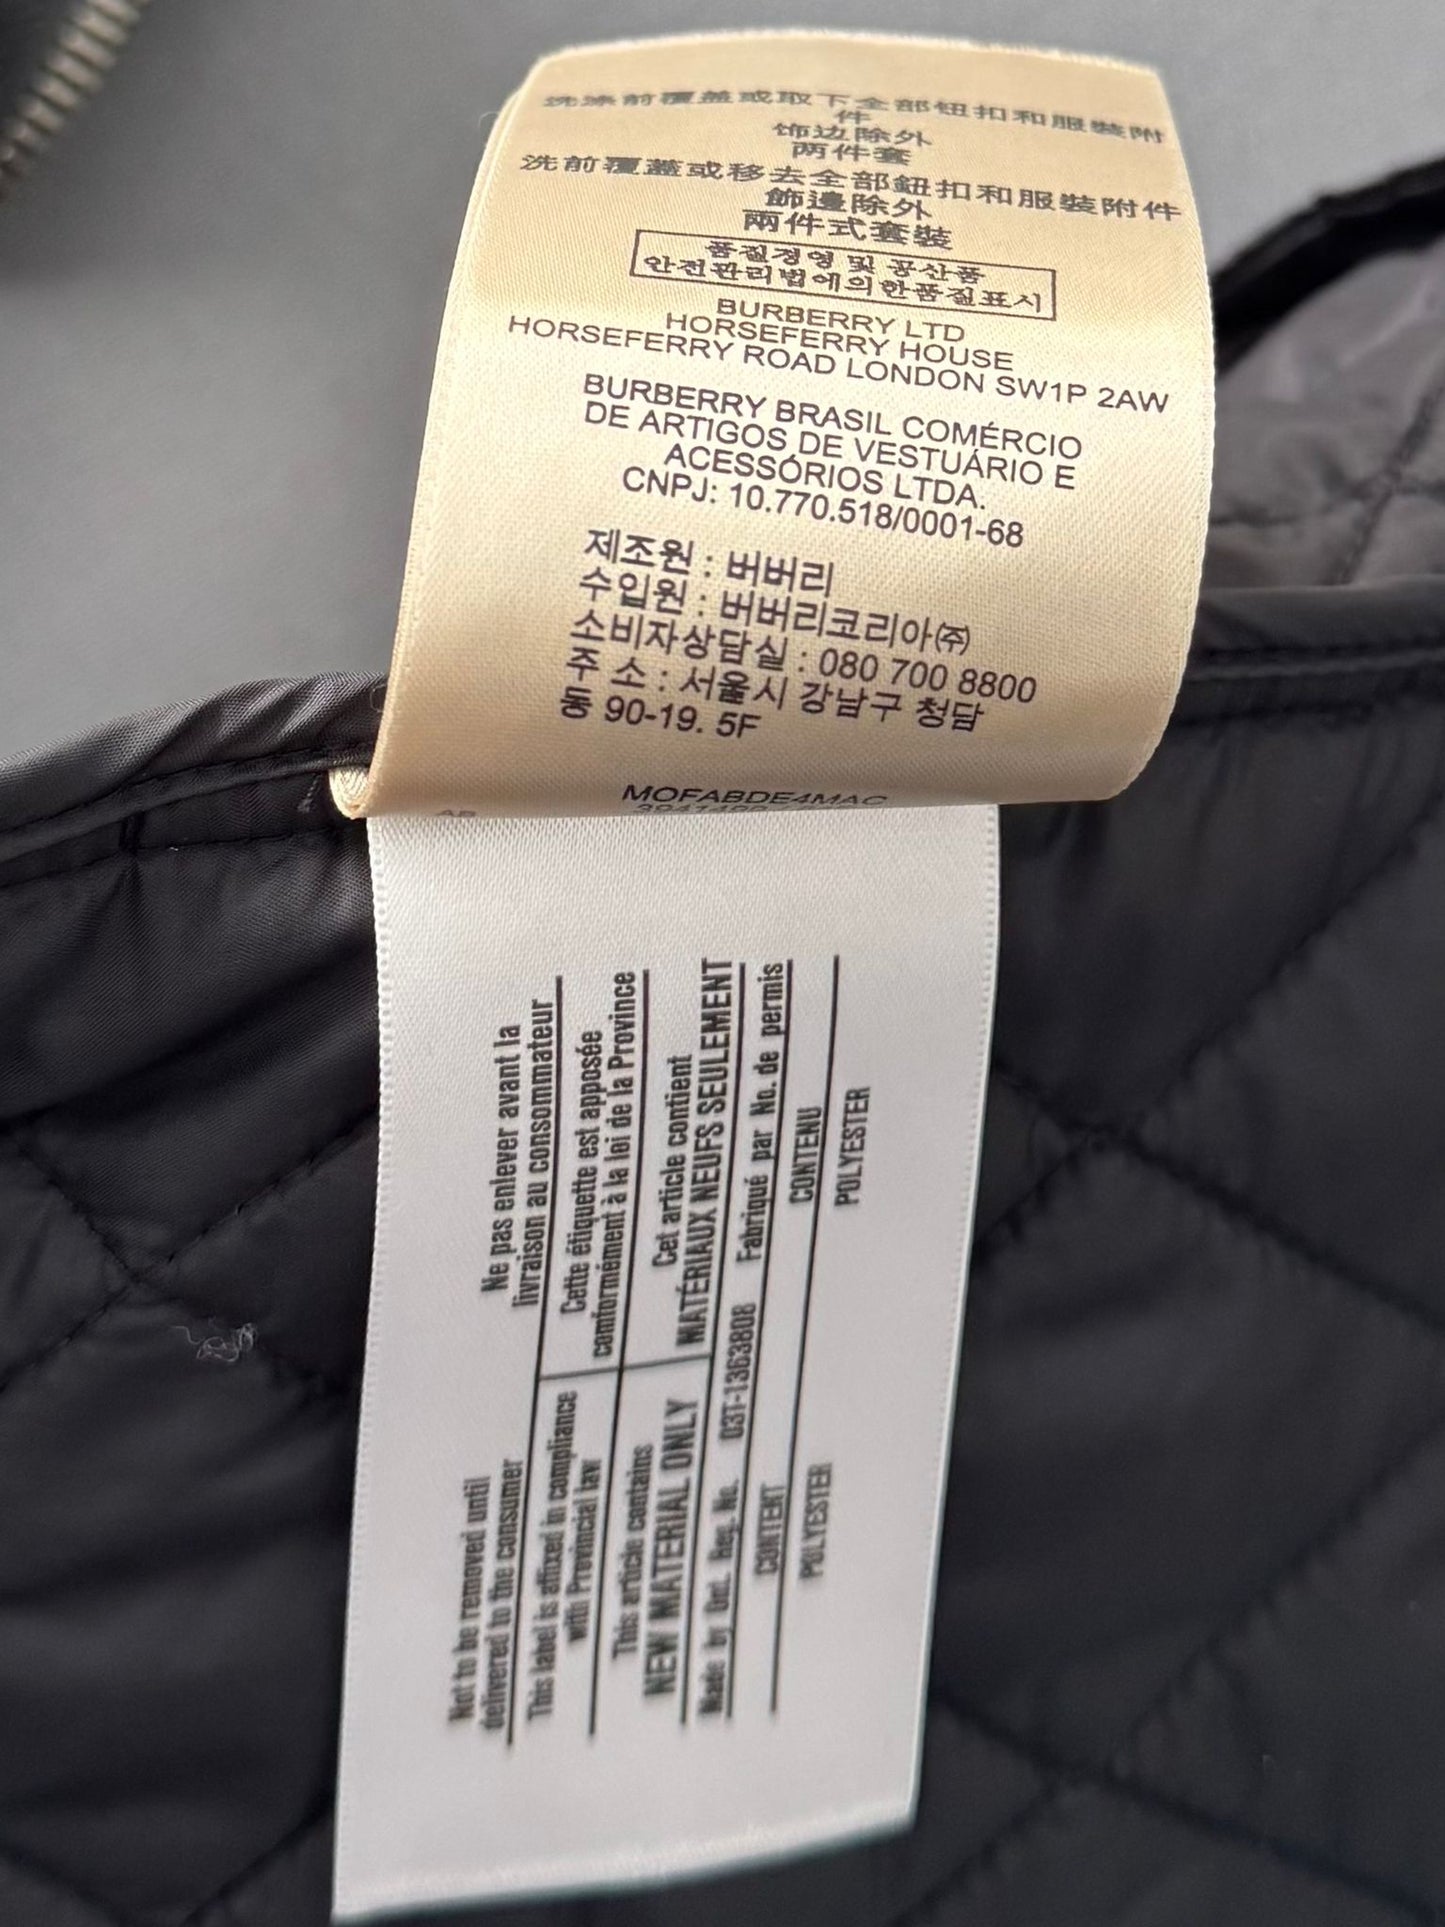 洗涤前覆蓋或取下全部钮扣和服裝附
件
饰边除外
两件套
洗前覆蓋或移去全部鈕扣和服裝附件
飾邊除外
兩件式套裝
품질경영 및 공산품
안전관리법에의한품질표시
BURBERRY LTD
HORSEFERRY HOUSE
HORSEFERRY ROAD LONDON SW1P 2AW
BURBERRY BRASIL COMÉRCIO
DE ARTIGOS DE VESTUÁRIO E
ACESSÓRIOS LTDA.
CNPJ: 10.770.518/0001-68
제조원 : 버버리
수입원 : 버버리코리아㈜
소비자상담실 : 080 700 8800
주 소 : 서울시 강남구 청담
동 90-19. 5F
MOFABDE4MAC
AB
Not to be removed until
delivered to the consumer
Ne pas enlever avant la
livraison au consommateur
This label is affixed in compliance
with Provincial law
Cette étiquette est apposée
comformément à la loi de la Province
This article contains
NEW MATERIAL ONLY
Cet article contient
MATÉRIAUX NEUFS SEULEMENT
Made by Ont. Reg. No. 03T-1363808 Fabriqué par No. de permis
CONTENT CONTENU
POLYESTER POLYESTER